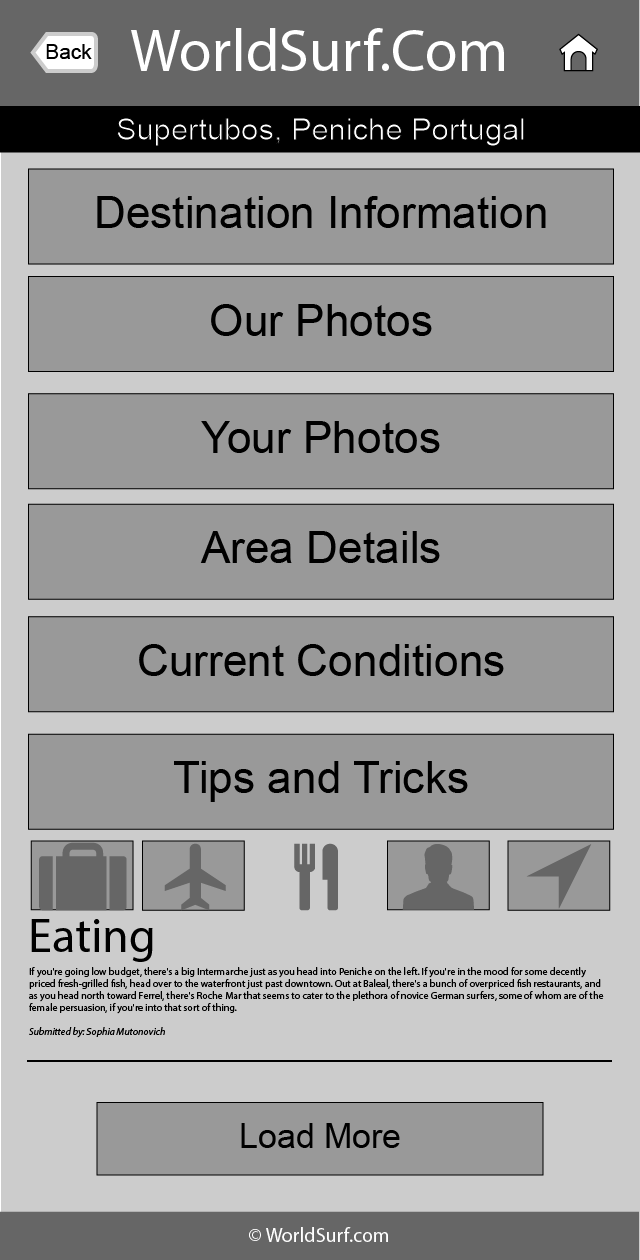 Back
WorldSurf.Com
Supertubos, Peniche Portugal
Destination Information
Our Photos
Your Photos
Area Details
Current Conditions
Tips and Tricks
Eating
If you're going low budget, there's a big Intermarche just as you head into Peniche on the left. If you're in the mood for some decently
priced fresh-grilled fish, head over to the waterfront just past downtown. Out at Baleal, there's a bunch of overpriced fish restaurants, and
as you head north toward Ferrel, there's Roche Mar that seems to cater to the plethora of novice German surfers, some of whom are of the
female persuasion, if you're into that sort of thing.
Submitted by: Sophia Mutonovich
Load More
© WorldSurf.com